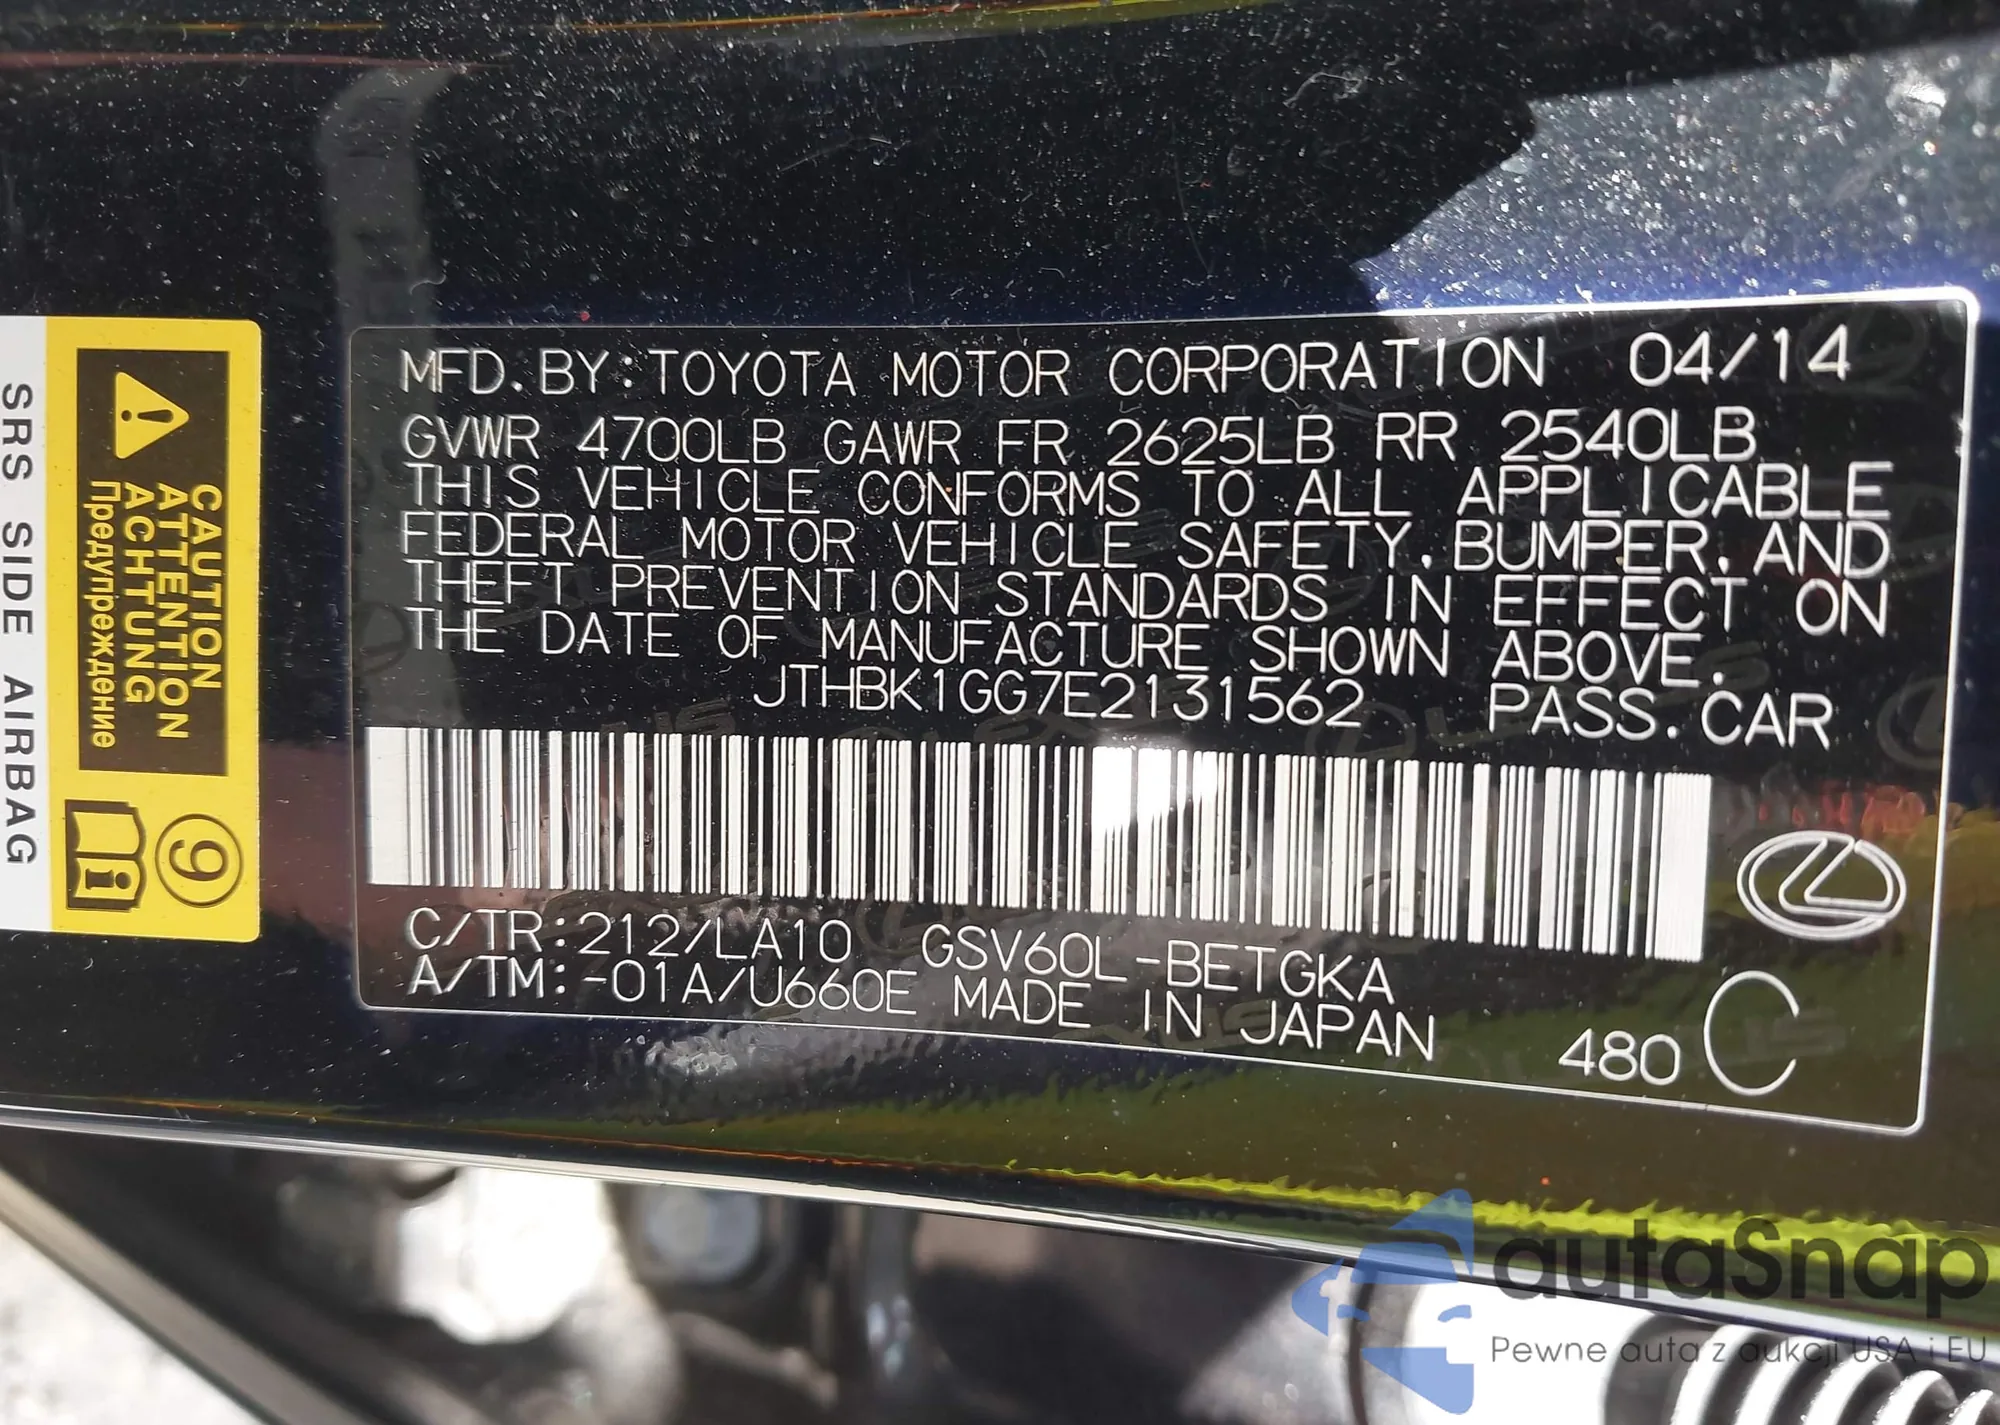 MFD.BY:TOYOTA MOTOR CORPORATION 04/14
GVWR 4700LB GAWR FR 2625LB RR 2540LB
THIS VEHICLE CONFORMS TO ALL APPLICABLE
FEDERAL MOTOR VEHICLE SAFETY, BUMPER, AND
THEFT PREVENTION STANDARDS IN EFFECT ON
THE DATE OF MANUFACTURE SHOWN ABOVE.
JTHBK1GG7E2131562 PASS.CAR
C/TR:212/LA10 GSV60L-BETGKA
A/TM:-01A/U660E MADE IN JAPAN
480 C
CAUTION
ATTENTION
ACHTUNG
Предупреждение
9
SRS SIDE AIRBAG
autaSnap
Pewne auta z aukcji USA i EU